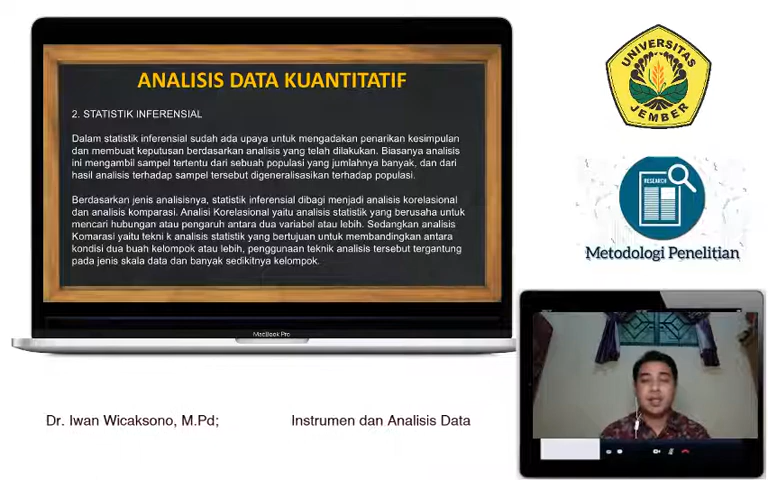 ANALISIS DATA KUANTITATIF
2. STATISTIK INFERENSIAL
Dalam statistik inferensial sudah ada upaya untuk mengadakan penarikan kesimpulan
dan membuat keputusan berdasarkan analisis yang telah dilakukan. Biasanya analisis
ini mengambil sampel tertentu dari sebuah populasi yang jumlahnya banyak, dan dari
hasil analisis terhadap sampel tersebut digeneralisasikan terhadap populasi.
Berdasarkan jenis analisisnya, statistik inferensial dibagi menjadi analisis korelasional
dan analisis komparasi. Analisi Korelasional yaitu analisis statistik yang berusaha untuk
mencari hubungan atau pengaruh antara dua variabel atau lebih. Sedangkan analisis
Komarasi yaitu tekni k analisis statistik yang bertujuan untuk membandingkan antara
kondisi dua buah kelompok atau lebih, penggunaan teknik analisis tersebut tergantung
pada jenis skala data dan banyak sedikitnya kelompok.
MacBook Pro
UNIVERSITAS
JEMBER
RESEARCH
Metodologi Penelitian
Dr. Iwan Wicaksono, M.Pd;
Instrumen dan Analisis Data